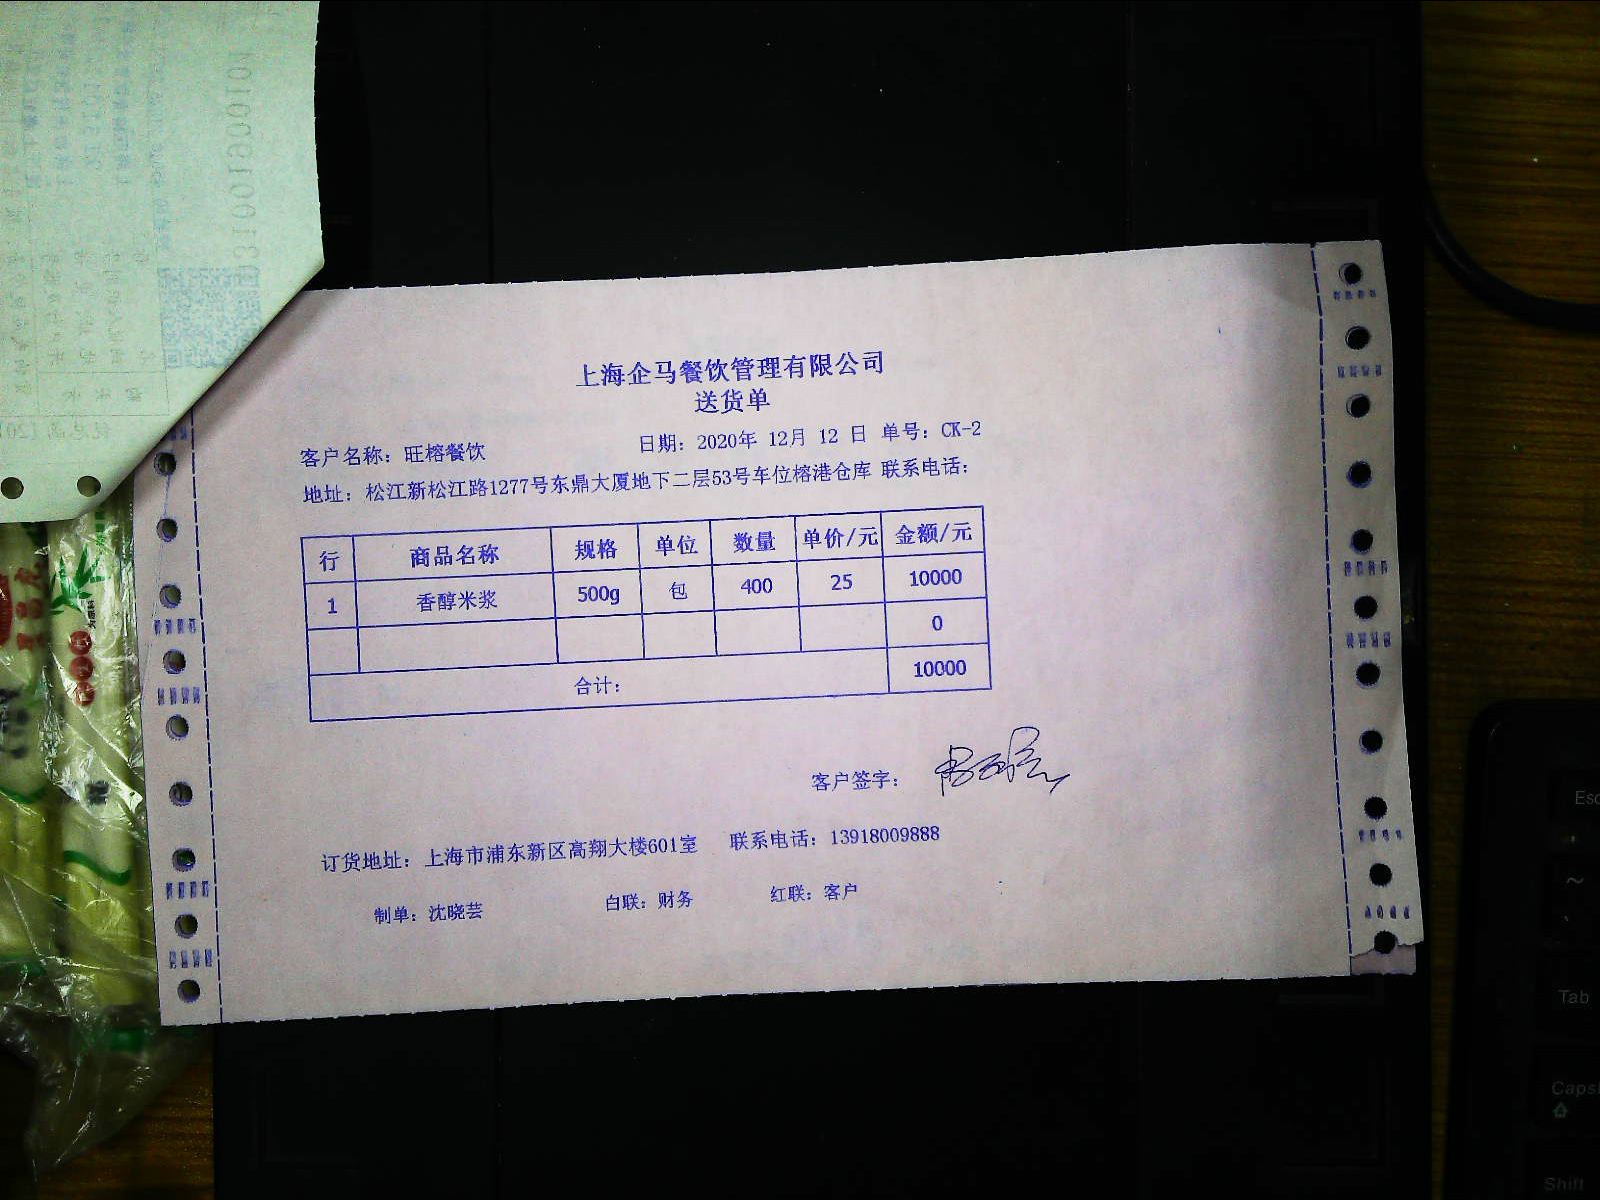 上海企马餐饮管理有限公司
送货单
客户名称：旺榕餐饮 日期：2020年 12月 12 日 单号：CK-2
地址：松江新松江路1277号东鼎大厦地下二层53号车位榕港仓库 联系电话：
行 商品名称 规格 单位 数量 单价/元 金额/元
1 香醇米浆 500g 包 400 25 10000
0
合计： 10000
客户签字：
订货地址：上海市浦东新区高翔大楼601室 联系电话：13918009888
制单：沈晓芸 白联：财务 红联：客户
Esc
~
Tab
Caps
Shift